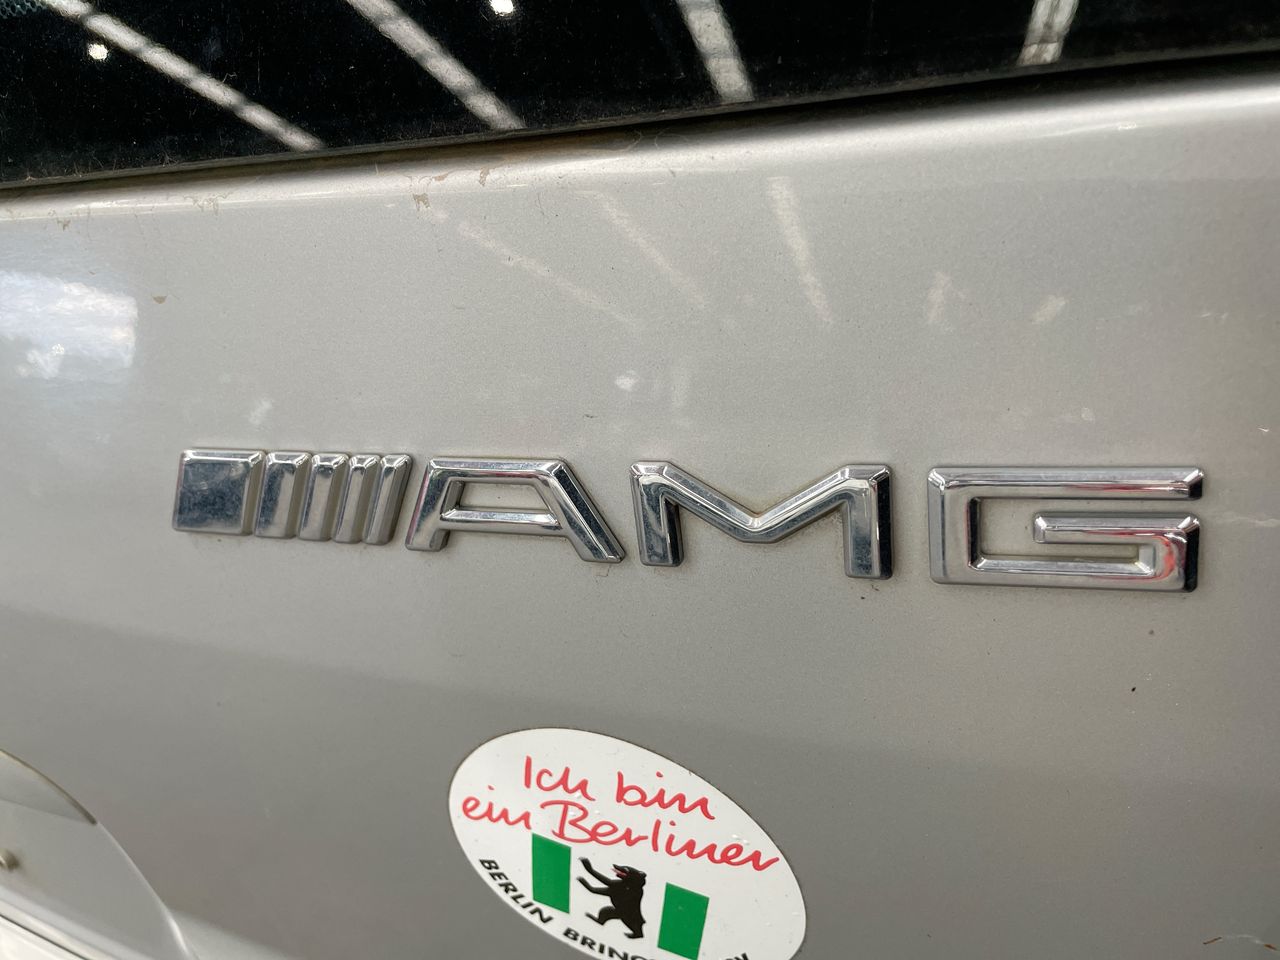 AMG
Ich bin
ein Berliner
BERLIN